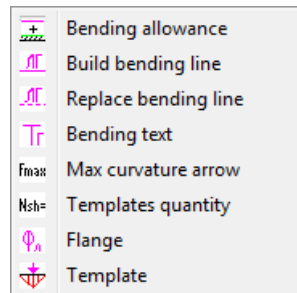 Bending allowance
Build bending line
Replace bending line
Tr Bending text
Fmax Max curvature arrow
Nsh= Templates quantity
Flange
Template